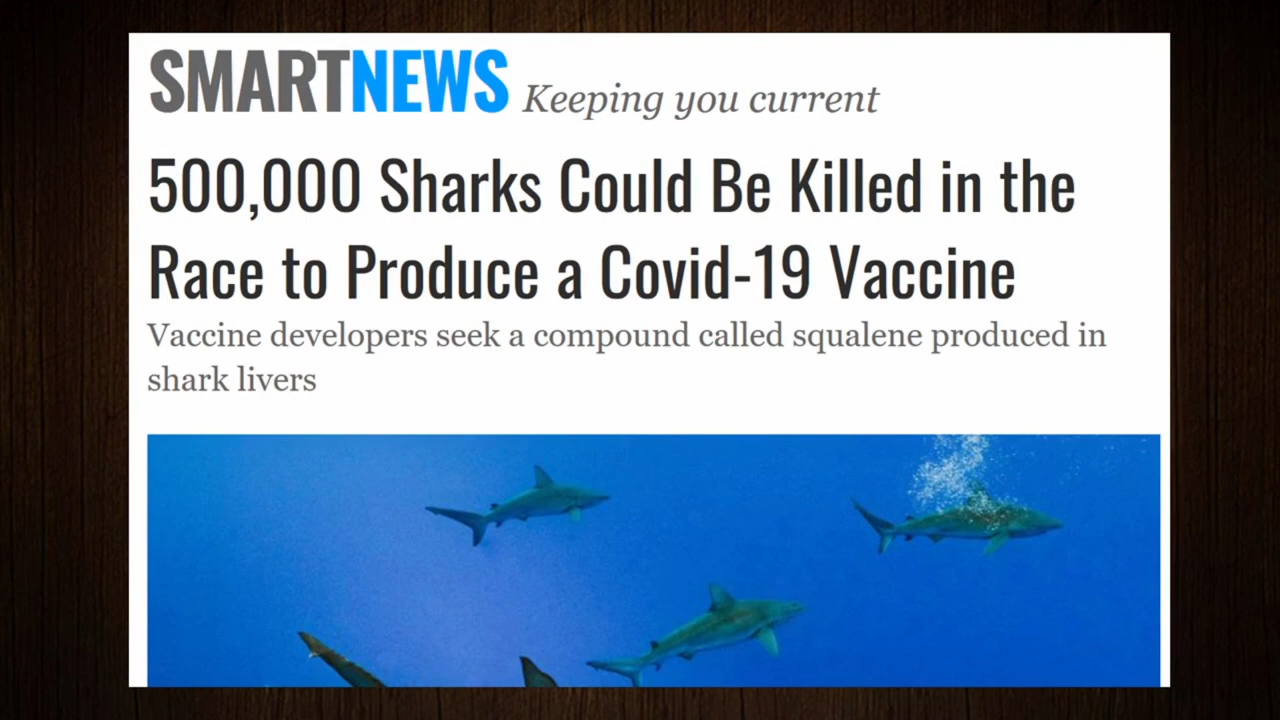 SMARTNEWS Keeping you current
500,000 Sharks Could Be Killed in the
Race to Produce a Covid-19 Vaccine
Vaccine developers seek a compound called squalene produced in
shark livers